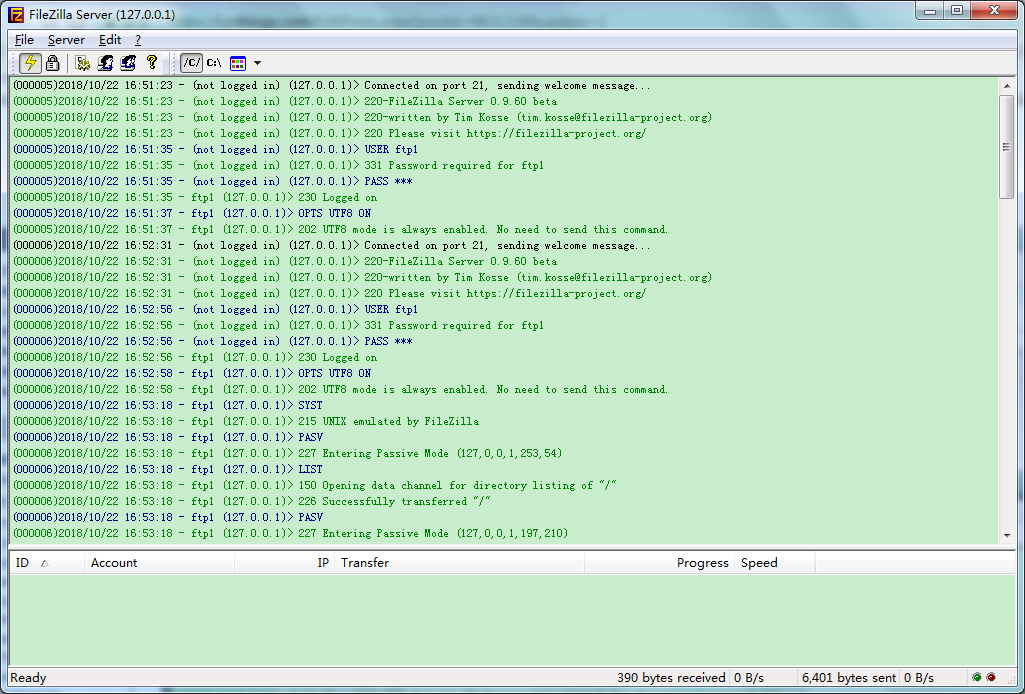 FileZilla Server (127.0.0.1)
File Server Edit ?
/C/ C:\
(000005)2018/10/22 16:51:23 - (not logged in) (127.0.0.1)> Connected on port 21, sending welcome message...
(000005)2018/10/22 16:51:23 - (not logged in) (127.0.0.1)> 220-FileZilla Server 0.9.60 beta
(000005)2018/10/22 16:51:23 - (not logged in) (127.0.0.1)> 220-written by Tim Kosse (tim.kosse@filezilla-project.org)
(000005)2018/10/22 16:51:23 - (not logged in) (127.0.0.1)> 220 Please visit https://filezilla-project.org/
(000005)2018/10/22 16:51:35 - (not logged in) (127.0.0.1)> USER ftp1
(000005)2018/10/22 16:51:35 - (not logged in) (127.0.0.1)> 331 Password required for ftp1
(000005)2018/10/22 16:51:35 - (not logged in) (127.0.0.1)> PASS ***
(000005)2018/10/22 16:51:35 - ftp1 (127.0.0.1)> 230 Logged on
(000005)2018/10/22 16:51:37 - ftp1 (127.0.0.1)> OPTS UTF8 ON
(000005)2018/10/22 16:51:37 - ftp1 (127.0.0.1)> 202 UTF8 mode is always enabled. No need to send this command.
(000006)2018/10/22 16:52:31 - (not logged in) (127.0.0.1)> Connected on port 21, sending welcome message...
(000006)2018/10/22 16:52:31 - (not logged in) (127.0.0.1)> 220-FileZilla Server 0.9.60 beta
(000006)2018/10/22 16:52:31 - (not logged in) (127.0.0.1)> 220-written by Tim Kosse (tim.kosse@filezilla-project.org)
(000006)2018/10/22 16:52:31 - (not logged in) (127.0.0.1)> 220 Please visit https://filezilla-project.org/
(000006)2018/10/22 16:52:56 - (not logged in) (127.0.0.1)> USER ftp1
(000006)2018/10/22 16:52:56 - (not logged in) (127.0.0.1)> 331 Password required for ftp1
(000006)2018/10/22 16:52:56 - (not logged in) (127.0.0.1)> PASS ***
(000006)2018/10/22 16:52:56 - ftp1 (127.0.0.1)> 230 Logged on
(000006)2018/10/22 16:52:58 - ftp1 (127.0.0.1)> OPTS UTF8 ON
(000006)2018/10/22 16:52:58 - ftp1 (127.0.0.1)> 202 UTF8 mode is always enabled. No need to send this command.
(000006)2018/10/22 16:53:18 - ftp1 (127.0.0.1)> SYST
(000006)2018/10/22 16:53:18 - ftp1 (127.0.0.1)> 215 UNIX emulated by FileZilla
(000006)2018/10/22 16:53:18 - ftp1 (127.0.0.1)> PASV
(000006)2018/10/22 16:53:18 - ftp1 (127.0.0.1)> 227 Entering Passive Mode (127,0,0,1,253,54)
(000006)2018/10/22 16:53:18 - ftp1 (127.0.0.1)> LIST
(000006)2018/10/22 16:53:18 - ftp1 (127.0.0.1)> 150 Opening data channel for directory listing of "/"
(000006)2018/10/22 16:53:18 - ftp1 (127.0.0.1)> 226 Successfully transferred "/"
(000006)2018/10/22 16:53:18 - ftp1 (127.0.0.1)> PASV
(000006)2018/10/22 16:53:18 - ftp1 (127.0.0.1)> 227 Entering Passive Mode (127,0,0,1,197,210)
ID Account IP Transfer Progress Speed
Ready 390 bytes received 0 B/s 6,401 bytes sent 0 B/s